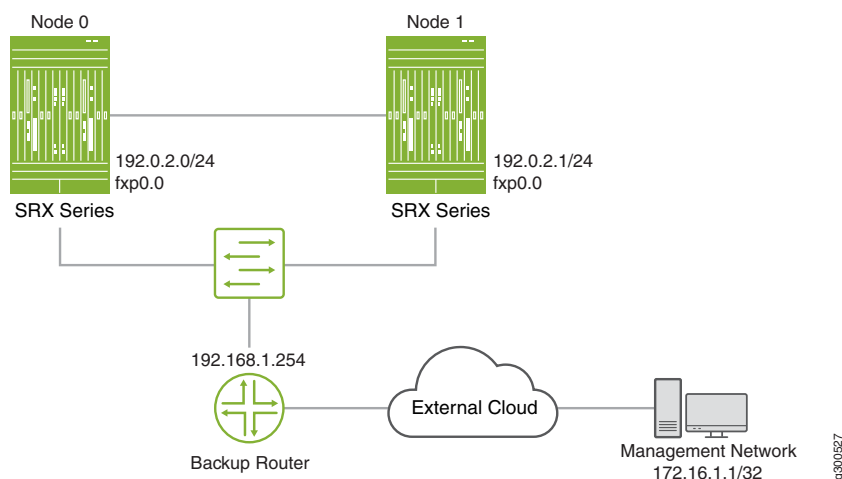 Node 0
Node 1
192.0.2.0/24
fxp0.0
192.0.2.1/24
fxp0.0
SRX Series
SRX Series
192.168.1.254
External Cloud
Backup Router
Management Network
172.16.1.1/32
g300527